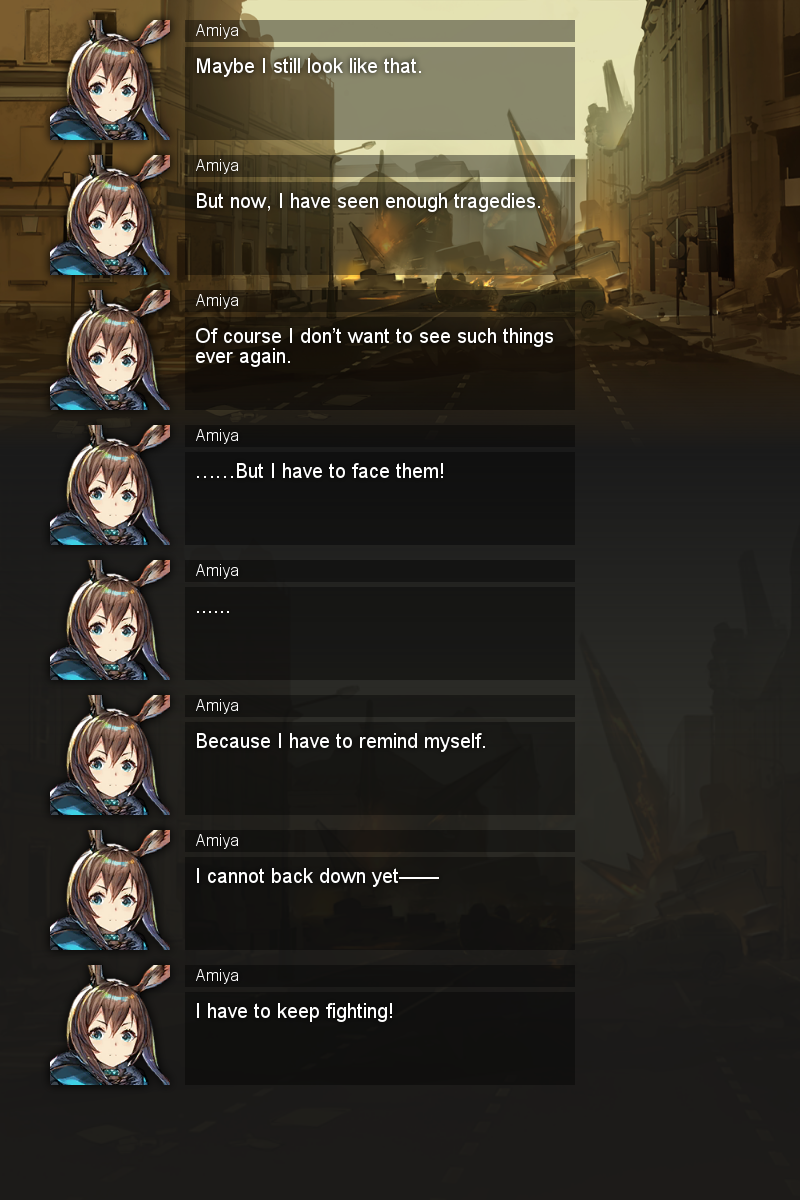 Amiya
Maybe I still look like that.
Amiya
But now, I have seen enough tragedies.
Amiya
Of course I don't want to see such things
ever again.
Amiya
……But I have to face them!
Amiya
……
Amiya
Because I have to remind myself.
Amiya
I cannot back down yet——
Amiya
I have to keep fighting!